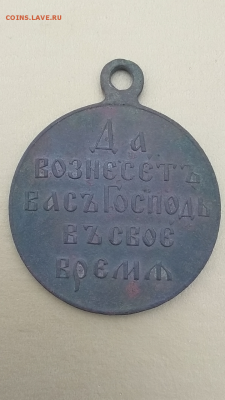 COINS.LAVE.RU
Да
вознесетъ
васъ Господь
въ свое
время